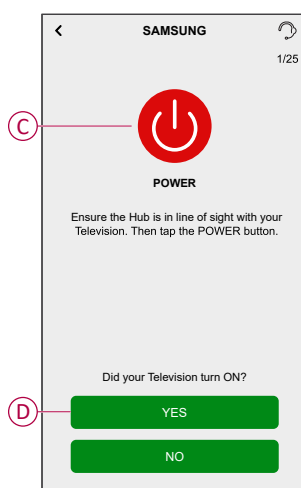 SAMSUNG
1/25
C
POWER
Ensure the Hub is in line of sight with your
Television. Then tap the POWER button.
Did your Television turn ON?
D
YES
NO